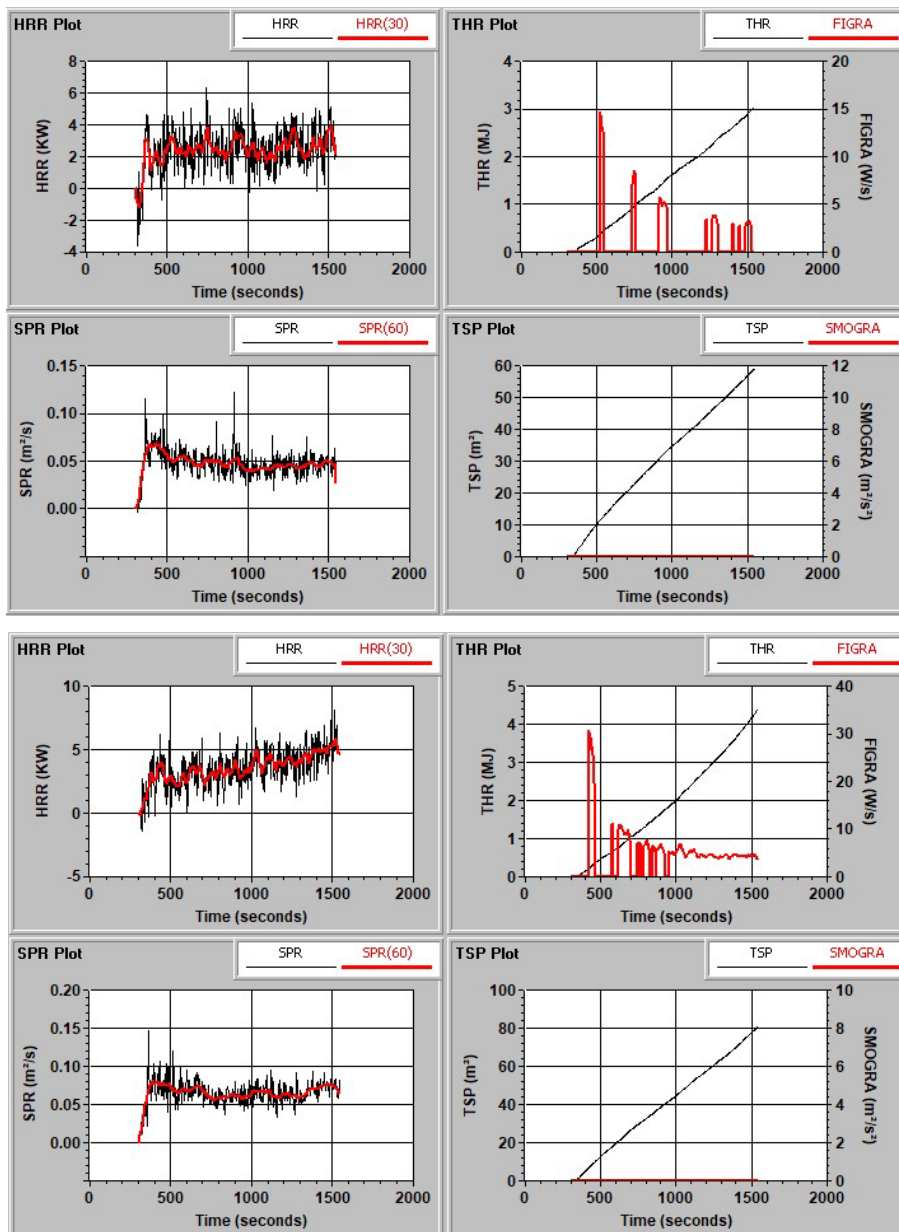 HRR Plot HRR HRR(30)
8
6
4
2
0
-2
-4
HRR (KW)
0 500 1000 1500 2000
Time (seconds)
THR Plot THR FIGRA
4
3
2
1
0
THR (MJ)
20
15
10
5
0
FIGRA (W/s)
0 500 1000 1500 2000
Time (seconds)
SPR Plot SPR SPR(60)
0.15
0.10
0.05
0.00
SPR (m²/s)
0 500 1000 1500 2000
Time (seconds)
TSP Plot TSP SMOGRA
60
50
40
30
20
10
0
TSP (m²)
12
10
8
6
4
2
0
SMOGRA (m²/s²)
0 500 1000 1500 2000
Time (seconds)
HRR Plot HRR HRR(30)
10
5
0
-5
HRR (KW)
0 500 1000 1500 2000
Time (seconds)
THR Plot THR FIGRA
5
4
3
2
1
0
THR (MJ)
40
30
20
10
0
FIGRA (W/s)
0 500 1000 1500 2000
Time (seconds)
SPR Plot SPR SPR(60)
0.20
0.15
0.10
0.05
0.00
SPR (m²/s)
0 500 1000 1500 2000
Time (seconds)
TSP Plot TSP SMOGRA
100
80
60
40
20
0
TSP (m²)
10
8
6
4
2
0
SMOGRA (m²/s²)
0 500 1000 1500 2000
Time (seconds)